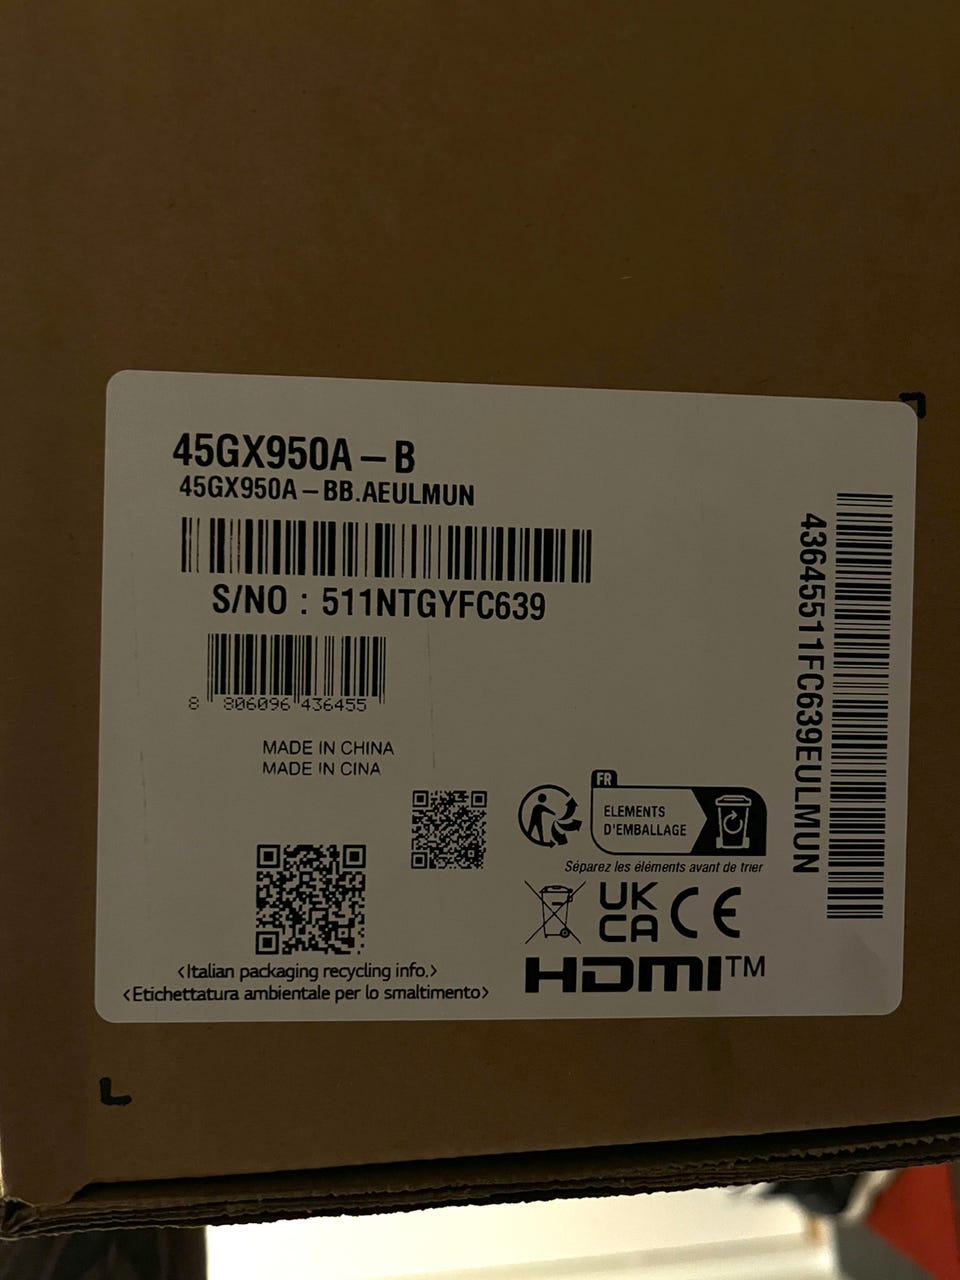 45GX950A – B
45GX950A – BB.AEULMUN
S/NO : 511NTGYFC639
8 806096 436455
MADE IN CHINA
MADE IN CINA
43645511FC639EULMUN
FR
ELEMENTS
D'EMBALLAGE
Séparez les éléments avant de trier
UK
CA CE
HDMI™
<Italian packaging recycling info.>
<Etichettatura ambientale per lo smaltimento>